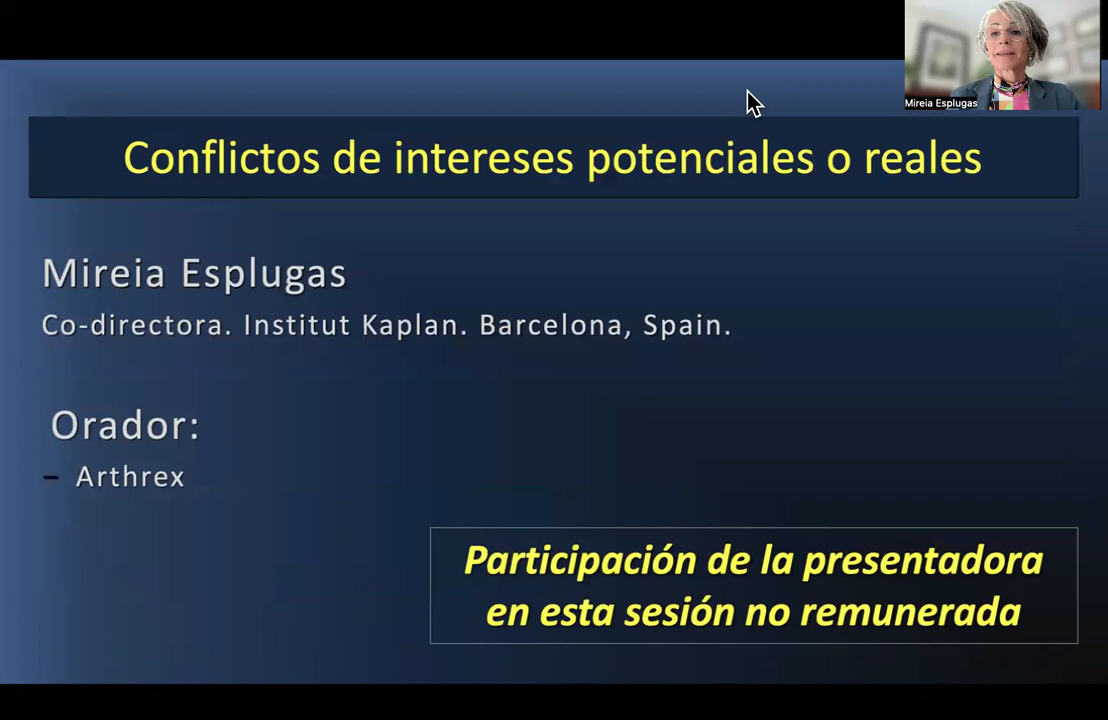 Mireia Esplugas
Conflictos de intereses potenciales o reales
Mireia Esplugas
Co-directora. Institut Kaplan. Barcelona, Spain.
Orador:
– Arthrex
Participación de la presentadora
en esta sesión no remunerada